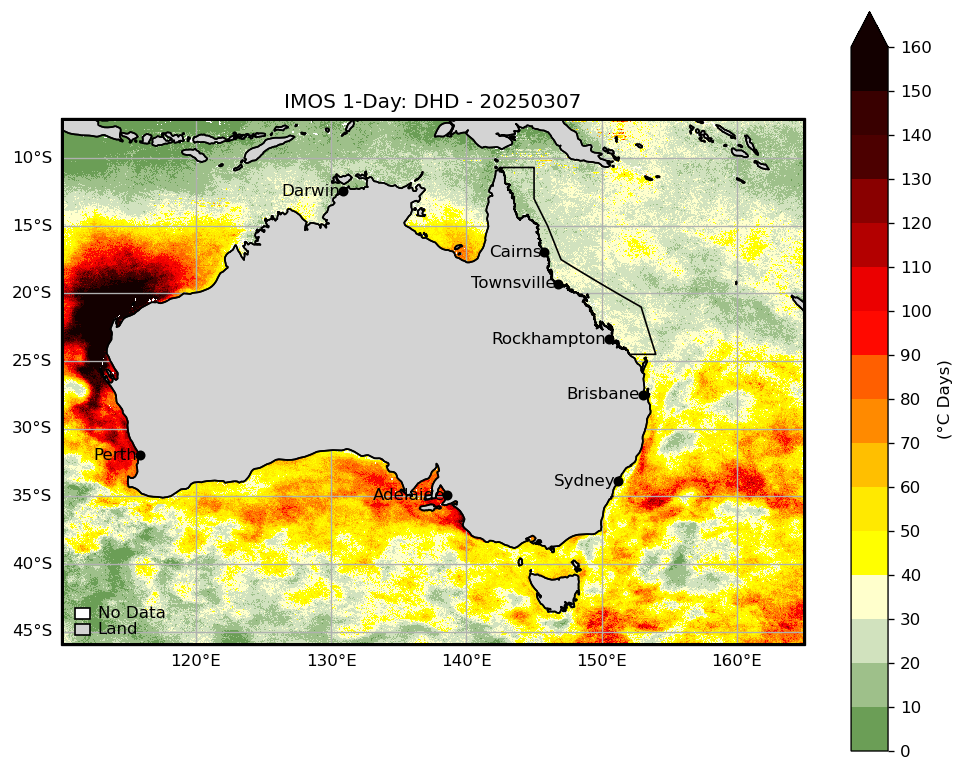 IMOS 1-Day: DHD - 20250307
160
150
10°S
140
130
Darwin
120
15°S
110
Cairns
Townsville
20°S
100
Rockhampton
90
25°S
80
(°C Days)
Brisbane
70
30°S
Perth
60
Sydney
35°S
Adelaide
50
40°S
40
No Data
Land
45°S
30
120°E
130°E
140°E
150°E
160°E
20
10
0